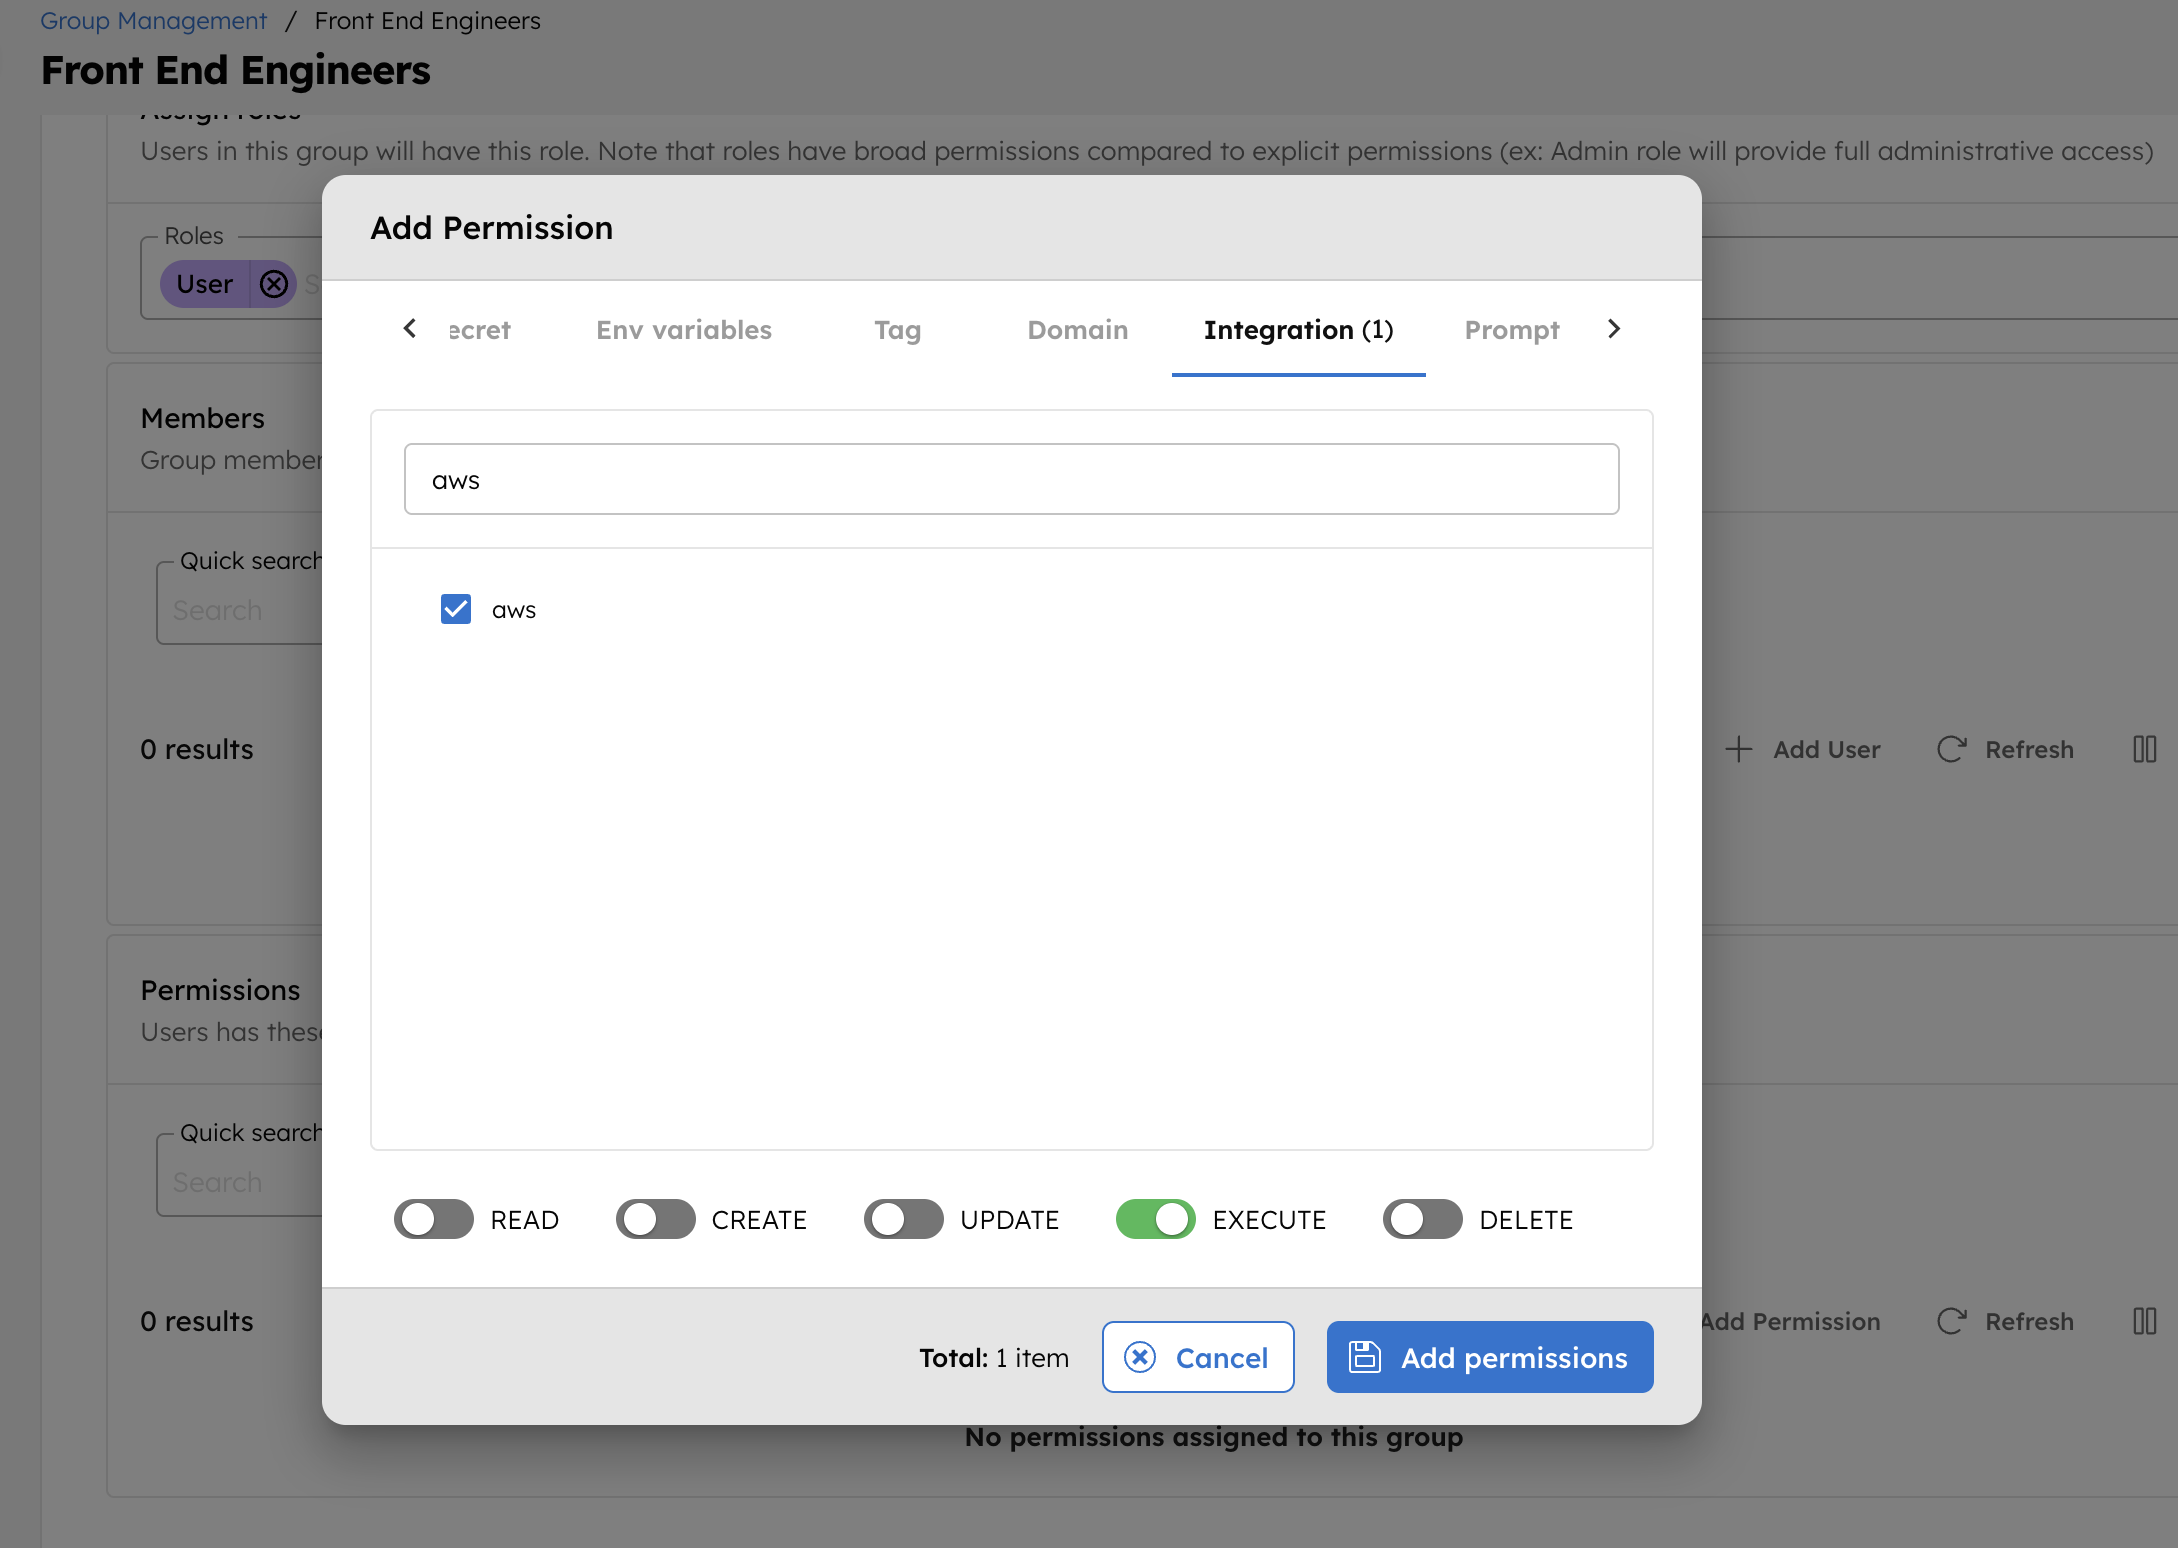 Group Management / Front End Engineers
Front End Engineers
Assign roles
Users in this group will have this role. Note that roles have broad permissions compared to explicit permissions (ex: Admin role will provide full administrative access)
Add Permission
Roles
User
S
ecret
Env variables
Tag
Domain
Integration (1)
Prompt
Members
Group member
aws
Quick search
Search
aws
0 results
Add User
Refresh
Permissions
Users has these
Quick search
Search
READ
CREATE
UPDATE
EXECUTE
DELETE
0 results
Add Permission
Refresh
Total: 1 item
Cancel
Add permissions
No permissions assigned to this group